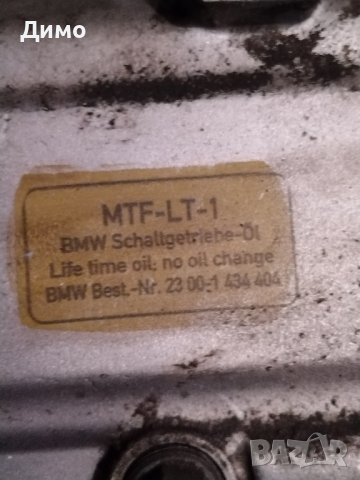 Димо
MTF-LT-1
BMW Schaltgetriebe-Öl
Life time oil, no oil change
BMW Best.-Nr. 23 00-1 434 404
BAZAR